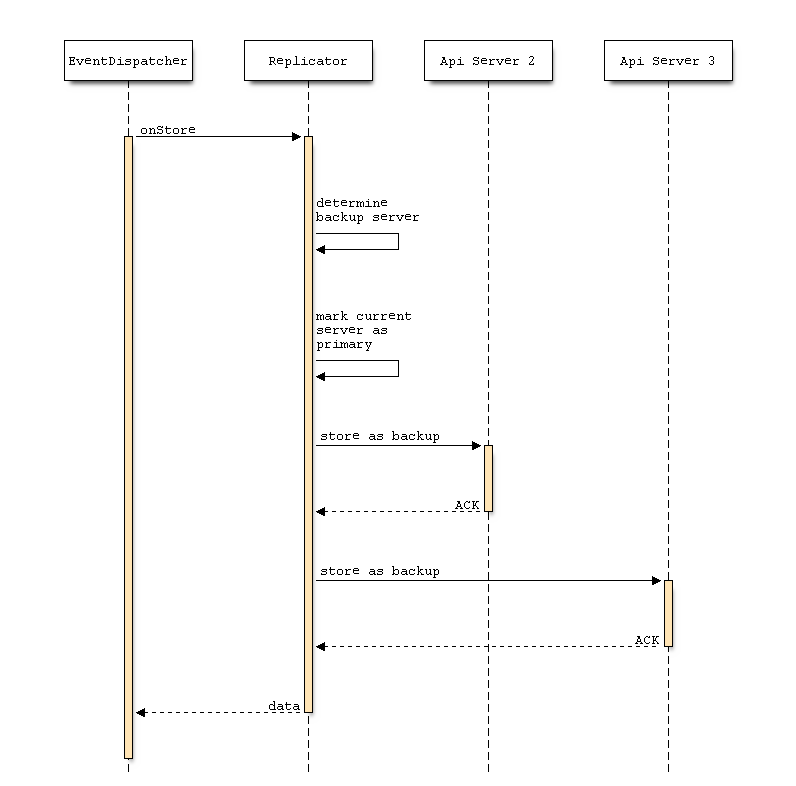 EventDispatcher
Replicator
Api Server 2
Api Server 3
onStore
determine
backup server
mark current
server as
primary
store as backup
ACK
store as backup
ACK
data